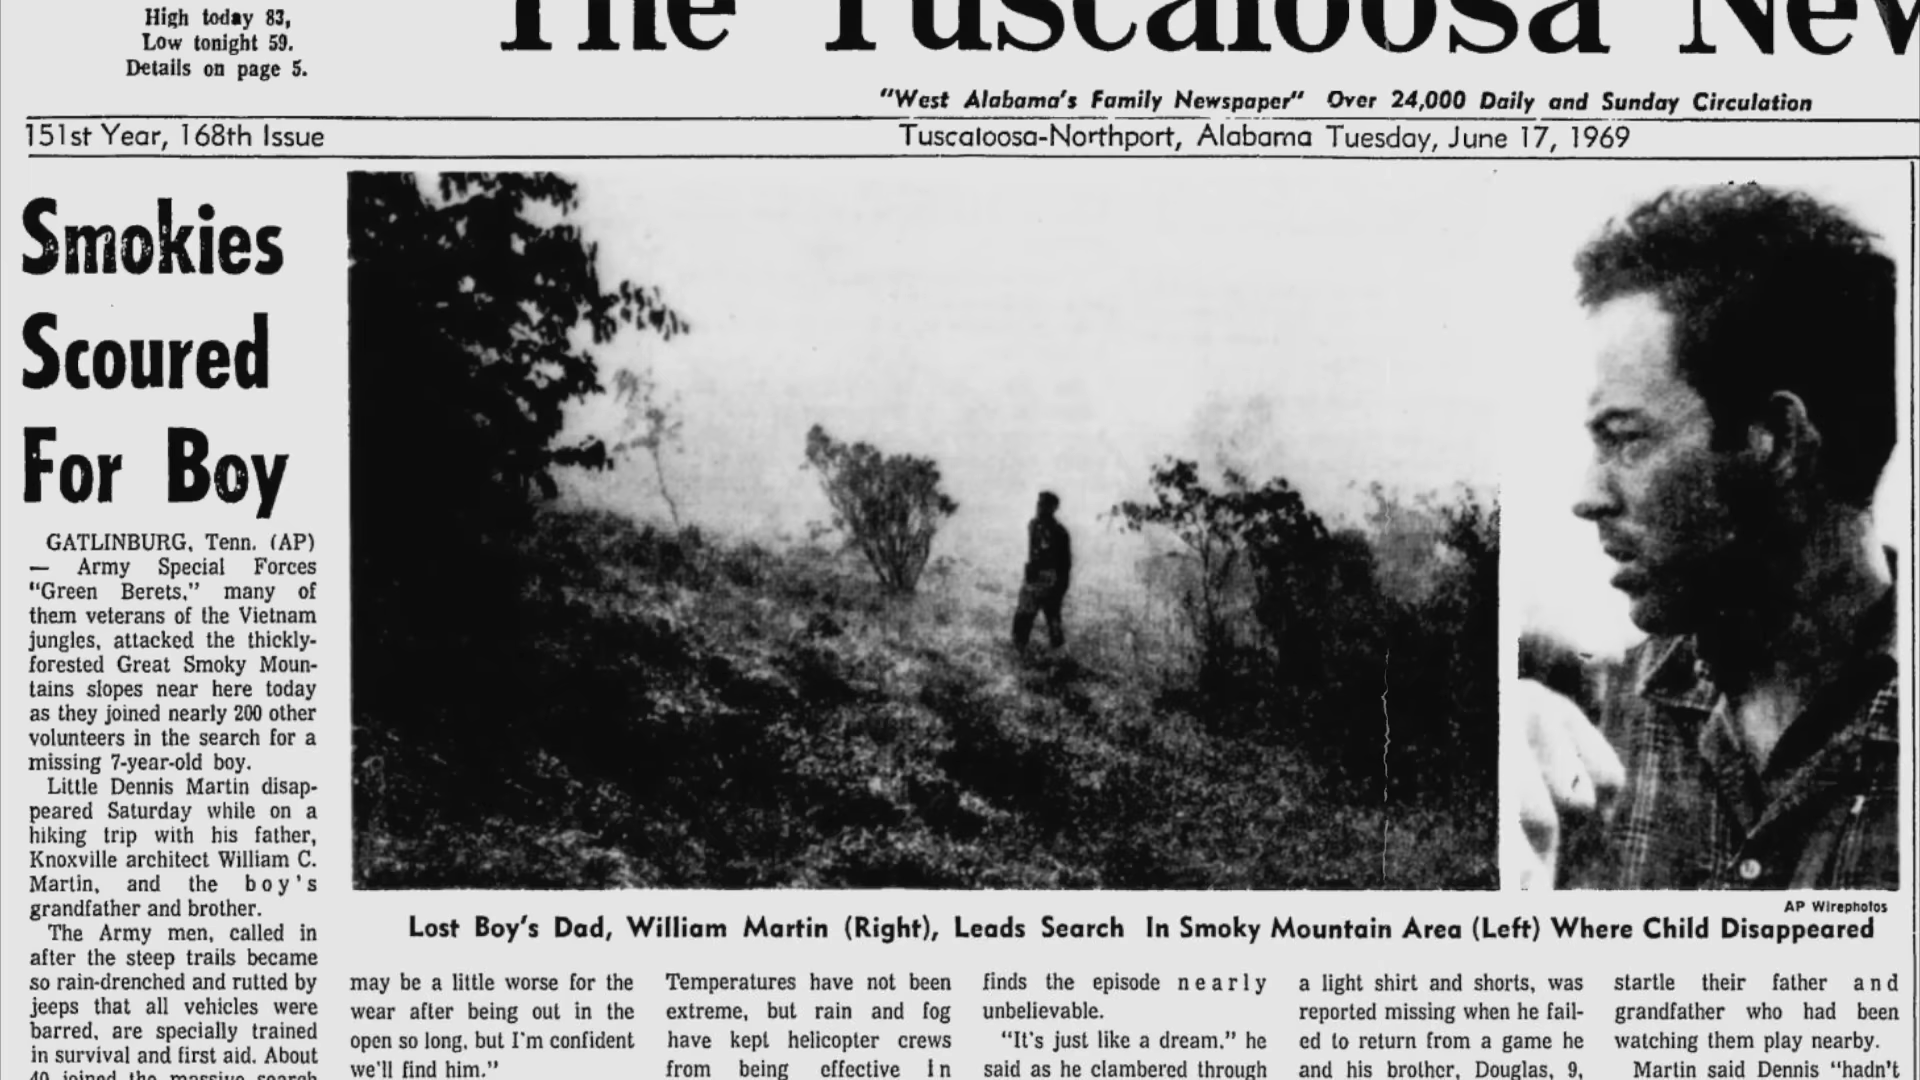 High today 83,
Low tonight 59.
Details on page 5.
The Tuscaloosa New
"West Alabama's Family Newspaper" Over 24,000 Daily and Sunday Circulation
151st Year, 168th Issue
Tuscaloosa-Northport, Alabama Tuesday, June 17, 1969
Smokies
Scoured
For Boy
GATLINBURG, Tenn. (AP)
— Army Special Forces
"Green Berets," many of
them veterans of the Vietnam
jungles, attacked the thickly-
forested Great Smoky Moun-
tains slopes near here today
as they joined nearly 200 other
volunteers in the search for a
missing 7-year-old boy.
Little Dennis Martin disap-
peared Saturday while on a
hiking trip with his father,
Knoxville architect William C.
Martin, and the boy's
grandfather and brother.
The Army men, called in
after the steep trails became
so rain-drenched and rutted by
jeeps that all vehicles were
barred, are specially trained
in survival and first aid. About
40 joined the massive search
AP Wirephotos
Lost Boy's Dad, William Martin (Right), Leads Search In Smoky Mountain Area (Left) Where Child Disappeared
may be a little worse for the
wear after being out in the
open so long, but I'm confident
we'll find him."
Temperatures have not been
extreme, but rain and fog
have kept helicopter crews
from being effective in
finds the episode nearly
unbelievable.
"It's just like a dream," he
said as he clambered through
a light shirt and shorts, was
reported missing when he fail-
ed to return from a game he
and his brother, Douglas, 9,
startle their father and
grandfather who had been
watching them play nearby.
Martin said Dennis "hadn't